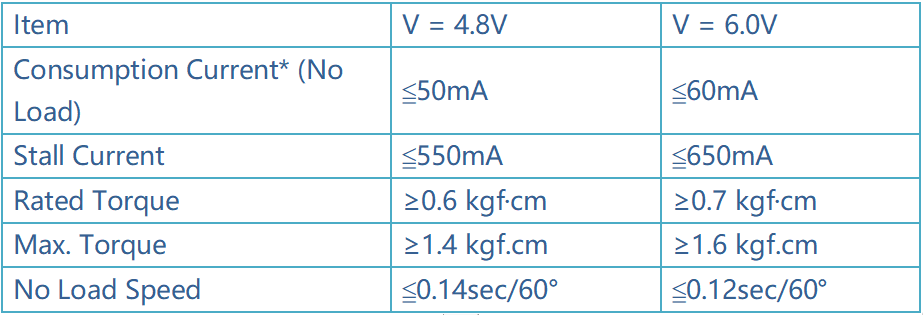 Item V = 4.8V V = 6.0V
Consumption Current* (No
Load) ≦50mA ≦60mA
Stall Current ≦550mA ≦650mA
Rated Torque ≥0.6 kgf·cm ≥0.7 kgf·cm
Max. Torque ≥1.4 kgf.cm ≥1.6 kgf.cm
No Load Speed ≦0.14sec/60° ≦0.12sec/60°